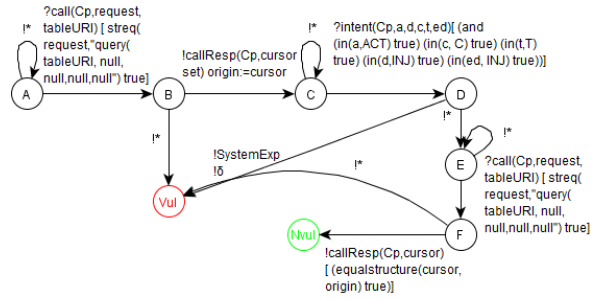 ?call(Cp,request,
tableURI) [ streq(
request,"query(
tableURI, null,
null,null,null") true]
!*
!callResp(Cp,cursor
set) origin:=cursor
!*
?intent(Cp,a,d,c,t,ed)[ (and
(in(a,ACT) true) (in(c, C) true) (in(t,T)
true) (in(d,INJ) true) (in(ed, INJ) true))]
A
B
C
D
!*
!*
!*
!SystemExp
!δ
!*
E
?call(Cp,request,
tableURI) [ streq(
request,"query(
tableURI, null,
null,null,null") true]
Vul
Nvul
F
!callResp(Cp,cursor)
[ (equalstructure(cursor,
origin) true)]